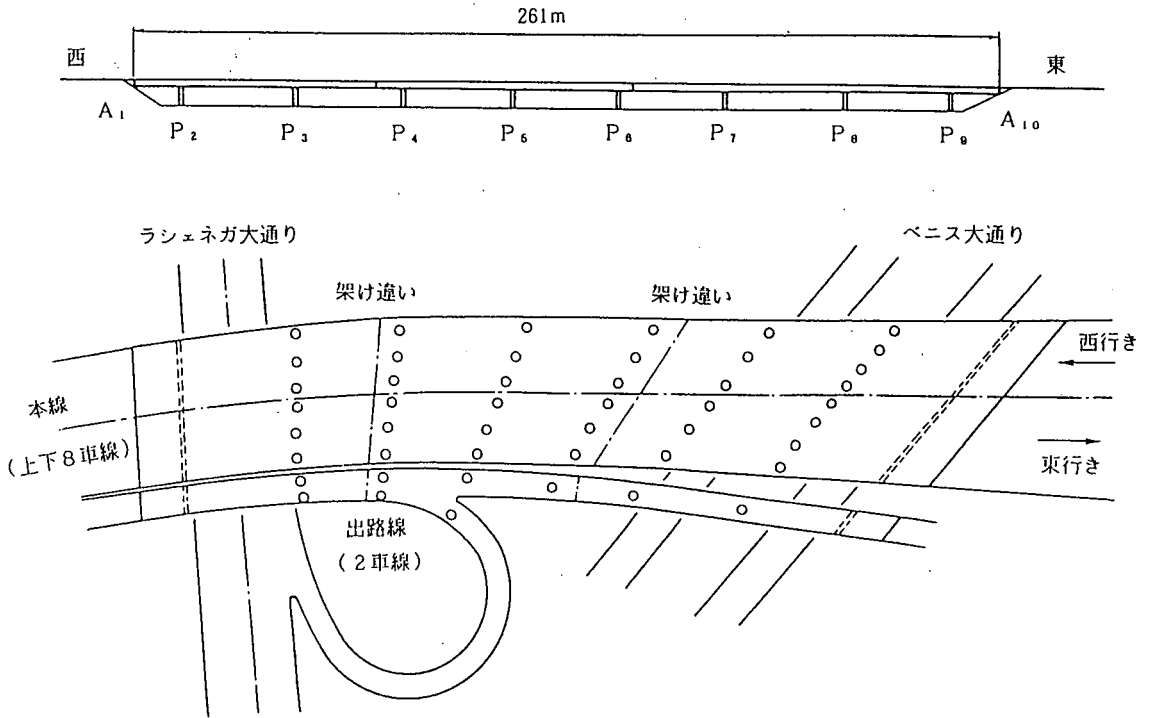 261m
西
東
A₁
P₂
P₃
P₄
P₅
P₆
P₇
P₈
P₉
A₁₀
ラシェネガ大通り
ベニス大通り
架け違い
架け違い
西行き
本線
(上下8車線)
東行き
出路線
(2車線)